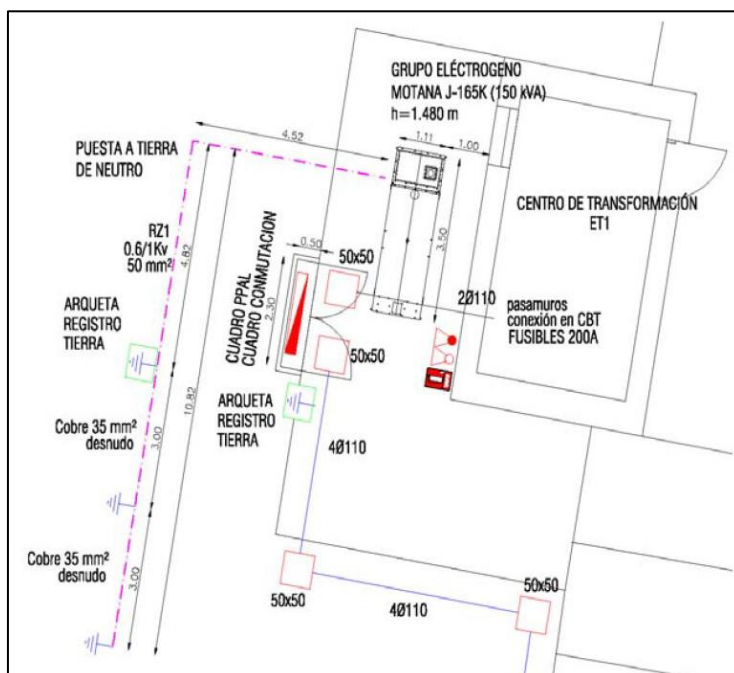 GRUPO ELÉCTROGENO
MOTANA J-165K (150 kVA)
h=1.480 m
4.52
1.11
1.00
PUESTA A TIERRA
DE NEUTRO
CENTRO DE TRANSFORMACIÓN
ET1
RZ1
0.6/1Kv
50 mm²
4.82
3.50
0.50
50x50
2Ø110
pasamuros
conexión en CBT
FUSIBLES 200A
CUADRO PPAL
CUADRO CONMUTACION
2.30
ARQUETA
REGISTRO
TIERRA
50x50
10.82
ARQUETA
REGISTRO
TIERRA
Cobre 35 mm²
desnudo
3.00
4Ø110
Cobre 35 mm²
desnudo
3.00
50x50
4Ø110
50x50